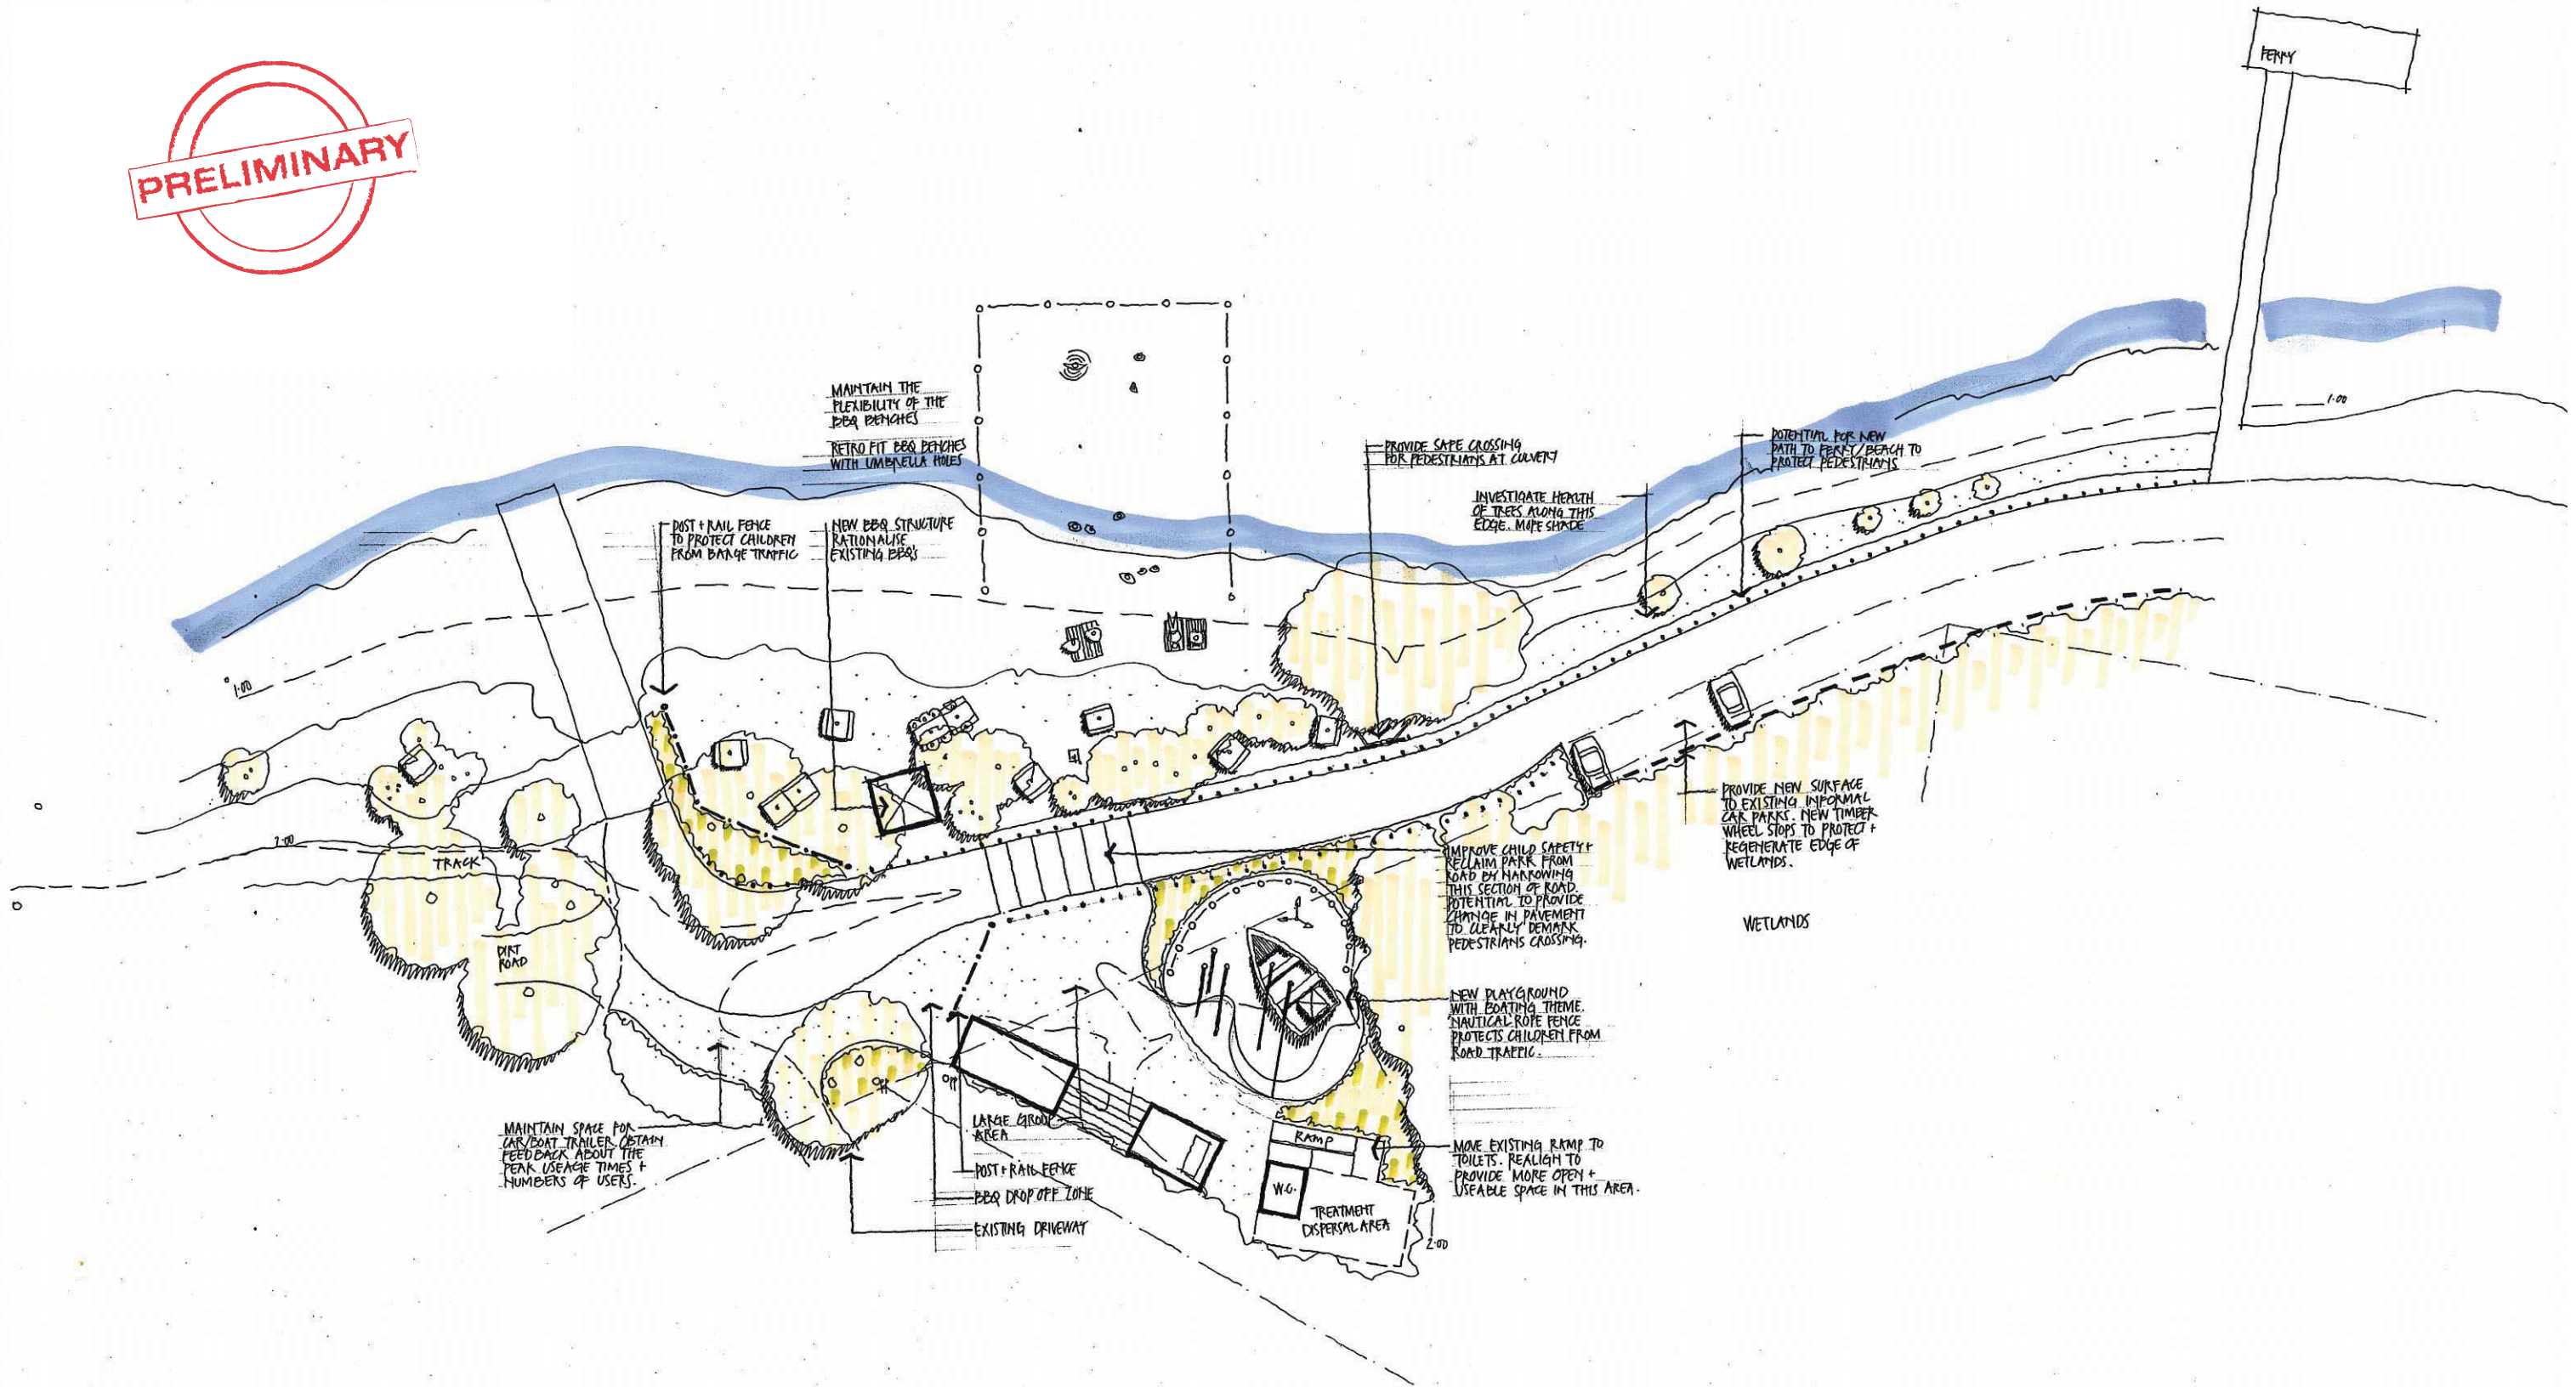 PRELIMINARY
FERRY
1.00
MAINTAIN THE
FLEXIBILITY OF THE
BBQ BENCHES
RETRO FIT BBQ BENCHES
WITH UMBRELLA HOLES
PROVIDE SAFE CROSSING
FOR PEDESTRIANS AT CULVERT
POTENTIAL FOR NEW
PATH TO FERRY/BEACH TO
PROTECT PEDESTRIANS
INVESTIGATE HEALTH
OF TREES ALONG THIS
EDGE. MORE SHADE
POST + RAIL FENCE
TO PROTECT CHILDREN
FROM BARGE TRAFFIC
NEW BBQ STRUCTURE
RATIONALISE
EXISTING BBQ'S
1.00
2.00
TRACK
DIRT
ROAD
PROVIDE NEW SURFACE
TO EXISTING INFORMAL
CAR PARKS. NEW TIMBER
WHEEL STOPS TO PROTECT +
REGENERATE EDGE OF
WETLANDS.
IMPROVE CHILD SAFETY +
RECLAIM PARK FROM
ROAD BY NARROWING
THIS SECTION OF ROAD.
POTENTIAL TO PROVIDE
CHANGE IN PAVEMENT
TO CLEARLY DEMARK
PEDESTRIANS CROSSING.
WETLANDS
NEW PLAYGROUND
WITH BOATING THEME.
NAUTICAL ROPE FENCE
PROTECTS CHILDREN FROM
ROAD TRAFFIC.
MAINTAIN SPACE FOR
CAR/BOAT TRAILER OBTAIN
FEEDBACK ABOUT THE
PEAK USEAGE TIMES +
NUMBERS OF USERS.
LARGE GROUP
AREA
POST + RAIL FENCE
BBQ DROP OFF ZONE
EXISTING DRIVEWAY
RAMP
W.C.
TREATMENT
DISPERSAL AREA
MOVE EXISTING RAMP TO
TOILETS. REALIGN TO
PROVIDE MORE OPEN +
USEABLE SPACE IN THIS AREA.
2.00